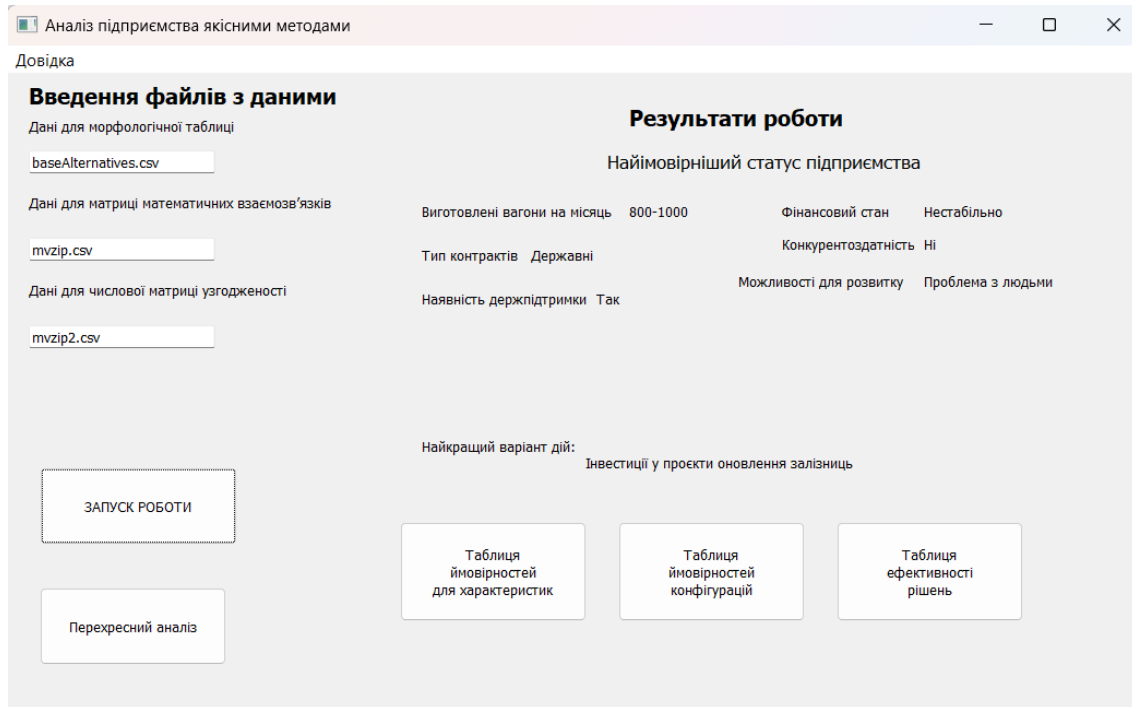 Аналіз підприємства якісними методами
Довідка
Введення файлів з даними
Дані для морфологічної таблиці
baseAlternatives.csv
Дані для матриці математичних взаємозв’язків
mvzip.csv
Дані для числової матриці узгодженості
mvzip2.csv
ЗАПУСК РОБОТИ
Перехресний аналіз
Результати роботи
Найімовірніший статус підприємства
Виготовлені вагони на місяць 800-1000
Фінансовий стан Нестабільно
Тип контрактів Державні
Конкурентоздатність Ні
Наявність держпідтримки Так
Можливості для розвитку Проблема з людьми
Найкращий варіант дій:
Інвестиції у проєкти оновлення залізниць
Таблиця
ймовірностей
для характеристик
Таблиця
ймовірностей
конфігурацій
Таблиця
ефективності
рішень